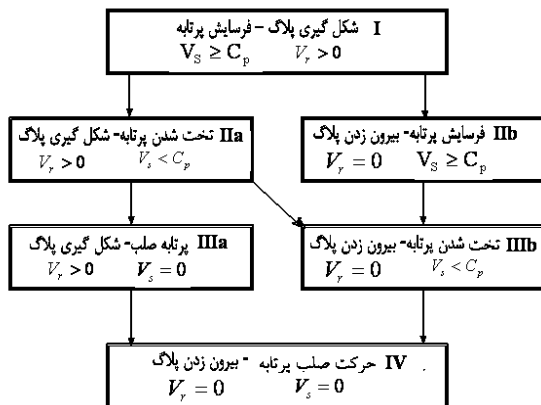 I شکل گیری پلاگ – فرسایش پرتابه
V_S ≥ C_p V_r > 0
IIa تخت شدن پرتابه- شکل گیری پلاگ
V_r > 0 V_s < C_p
IIb فرسایش پرتابه- بیرون زدن پلاگ
V_r = 0 V_S ≥ C_p
IIIa پرتابه صلب- شکل گیری پلاگ
V_r > 0 V_s = 0
IIIb تخت شدن پرتابه- بیرون زدن پلاگ
V_r = 0 V_s < C_p
IV حرکت صلب پرتابه - بیرون زدن پلاگ .
V_r = 0 V_s = 0